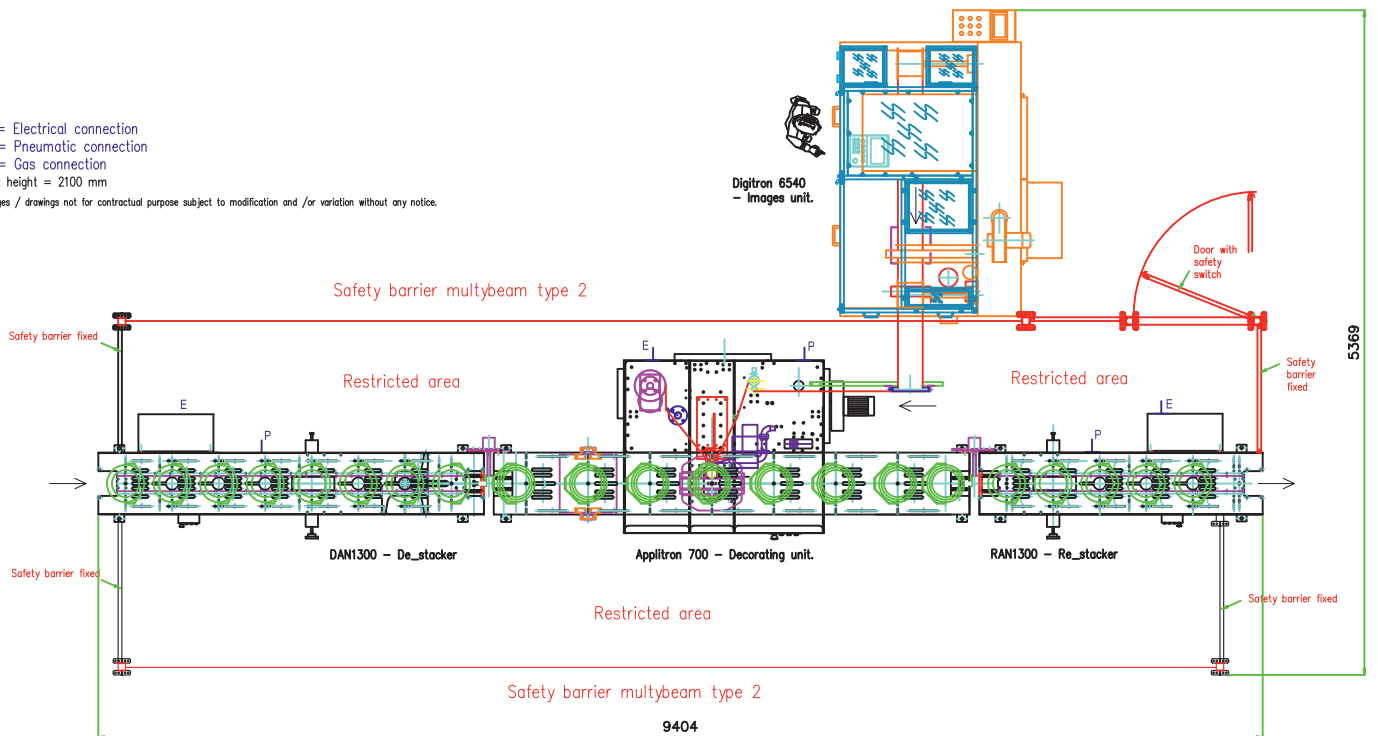 = Electrical connection
= Pneumatic connection
= Gas connection
height = 2100 mm
/ drawings not for contractual purpose subject to modification and /or variation without any notice.
Digitron 6540
– Images unit.
Door with
safety
switch
Safety barrier multybeam type 2
Safety barrier fixed
5369
E
P
Safety
barrier
fixed
Restricted area
Restricted area
E
E
P
P
DAN1300 – De_stacker
Applitron 700 – Decorating unit.
RAN1300 – Re_stacker
Safety barrier fixed
Safety barrier fixed
Restricted area
Safety barrier multybeam type 2
9404